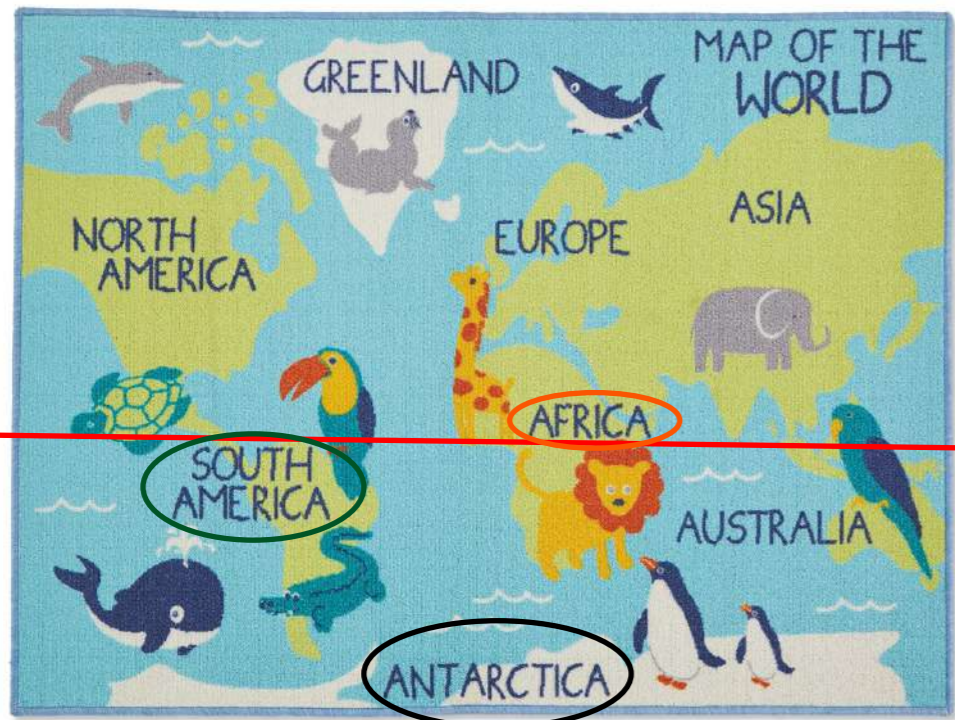 GREENLAND
MAP OF THE
WORLD
NORTH
AMERICA
EUROPE
ASIA
AFRICA
SOUTH
AMERICA
AUSTRALIA
ANTARCTICA